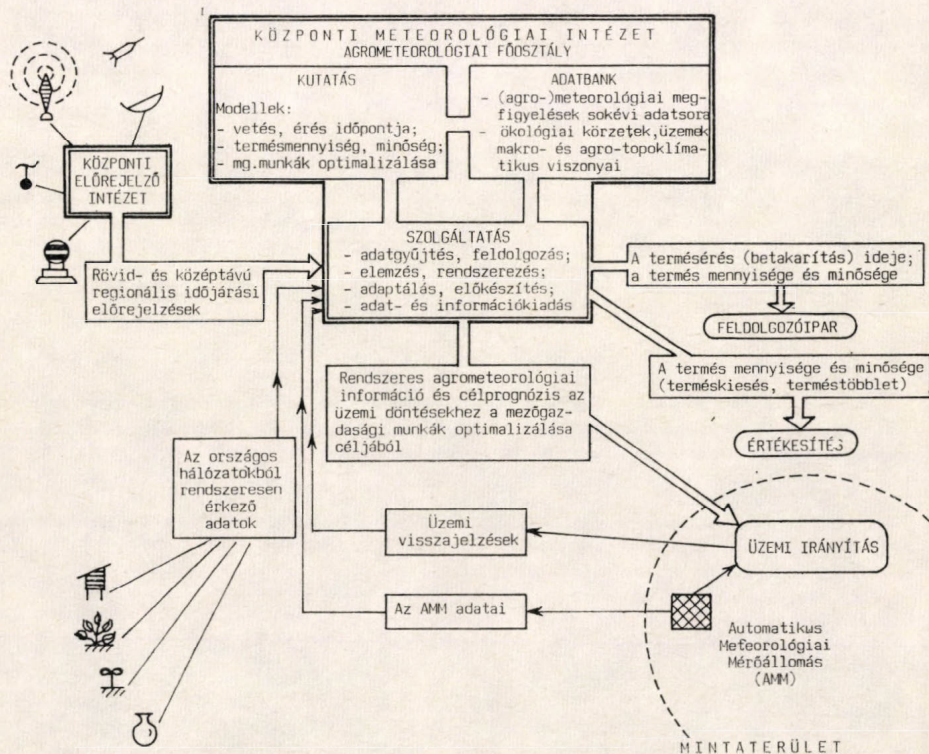 KÖZPONTI METEOROLÓGIAI INTÉZET
AGROMETEOROLÓGIAI FŐOSZTÁLY
KUTATÁS
Modellek:
- vetés, érés időpontja;
- termésmennyiség, minőség;
- mg.munkák optimalizálása
ADATBANK
- (agro-)meteorológiai meg-
figyelések sokévi adatsora
- ökológiai körzetek,üzemek
makro- és agro-topoklíma-
tikus viszonyai
KÖZPONTI
ELŐREJELZŐ
INTÉZET
SZOLGÁLTATÁS
- adatgyűjtés, feldolgozás;
- elemzés, rendszerezés;
- adaptálás, előkészítés;
- adat- és információkiadás
Rövid- és középtávú
regionális időjárási
előrejelzések
A termésérés (betakarítás) ideje;
a termés mennyisége és minősége
FELDOLGOZÓIPAR
A termés mennyisége és minősége
(terméskiesés, terméstöbblet)
ÉRTÉKESÍTÉS
Rendszeres agrometeorológiai
információ és célprognózis az
üzemi döntésekhez a mezőgaz-
dasági munkák optimalizálása
céljából
Az országos
hálózatokból
rendszeresen
érkező
adatok
Üzemi
visszajelzések
ÜZEMI IRÁNYÍTÁS
Az AMM adatai
Automatikus
Meteorológiai
Mérőállomás
(AMM)
MINTATERÜLET